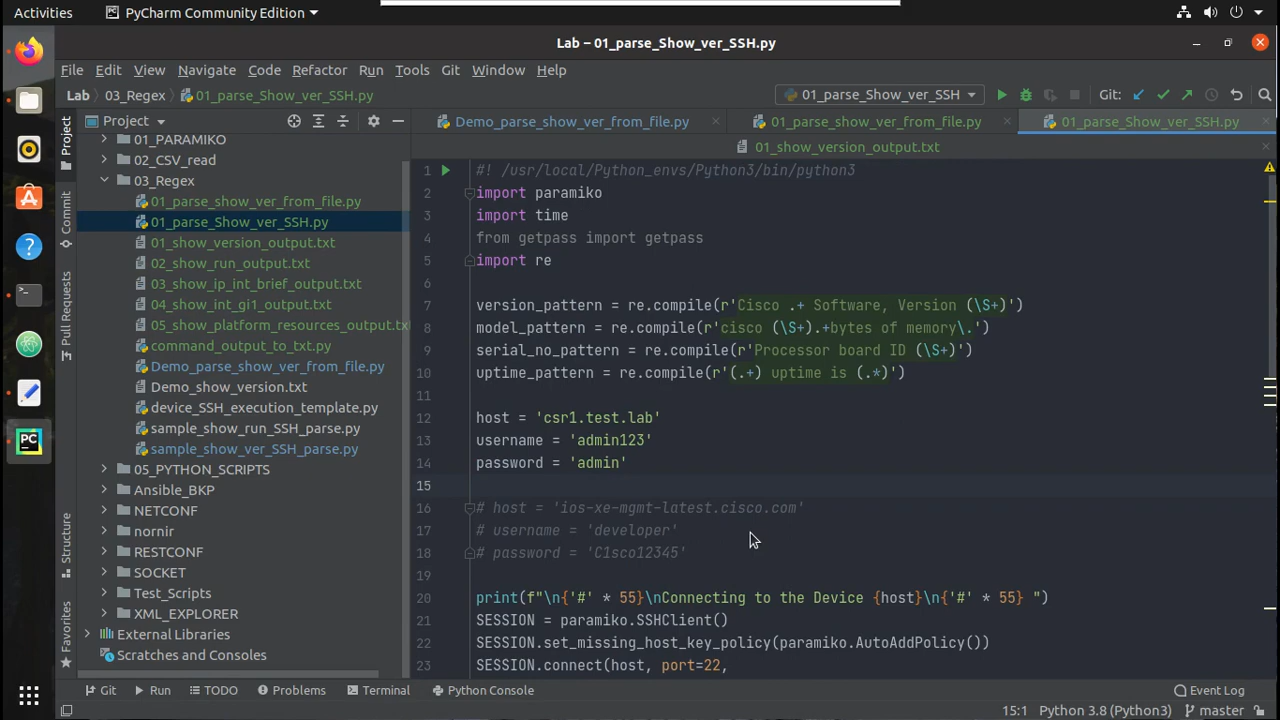 Activities
PyCharm Community Edition
Lab – 01_parse_Show_ver_SSH.py
File Edit View Navigate Code Refactor Run Tools Git Window Help
Lab 03_Regex 01_parse_Show_ver_SSH.py
01_parse_Show_ver_SSH
Git:
Project
Demo_parse_show_ver_from_file.py
01_parse_show_ver_from_file.py
01_parse_Show_ver_SSH.py
01_show_version_output.txt
Project
Commit
Pull Requests
Structure
Favorites
01_PARAMIKO
02_CSV_read
03_Regex
01_parse_show_ver_from_file.py
01_parse_Show_ver_SSH.py
01_show_version_output.txt
02_show_run_output.txt
03_show_ip_int_brief_output.txt
04_show_int_gi1_output.txt
05_show_platform_resources_output.txt
command_output_to_txt.py
Demo_parse_show_ver_from_file.py
Demo_show_version.txt
device_SSH_execution_template.py
sample_show_run_SSH_parse.py
sample_show_ver_SSH_parse.py
05_PYTHON_SCRIPTS
Ansible_BKP
NETCONF
nornir
RESTCONF
SOCKET
Test_Scripts
XML_EXPLORER
External Libraries
Scratches and Consoles
1 #! /usr/local/Python_envs/Python3/bin/python3
2 import paramiko
3 import time
4 from getpass import getpass
5 import re
6
7 version_pattern = re.compile(r'Cisco .+ Software, Version (\S+)')
8 model_pattern = re.compile(r'cisco (\S+).+bytes of memory\.')
9 serial_no_pattern = re.compile(r'Processor board ID (\S+)')
10 uptime_pattern = re.compile(r'(.+) uptime is (.*)')
11
12 host = 'csr1.test.lab'
13 username = 'admin123'
14 password = 'admin'
15
16 # host = 'ios-xe-mgmt-latest.cisco.com'
17 # username = 'developer'
18 # password = 'C1sco12345'
19
20 print(f"\n{'#' * 55}\nConnecting to the Device {host}\n{'#' * 55} ")
21 SESSION = paramiko.SSHClient()
22 SESSION.set_missing_host_key_policy(paramiko.AutoAddPolicy())
23 SESSION.connect(host, port=22,
Git Run TODO Problems Terminal Python Console Event Log
15:1 Python 3.8 (Python3) master